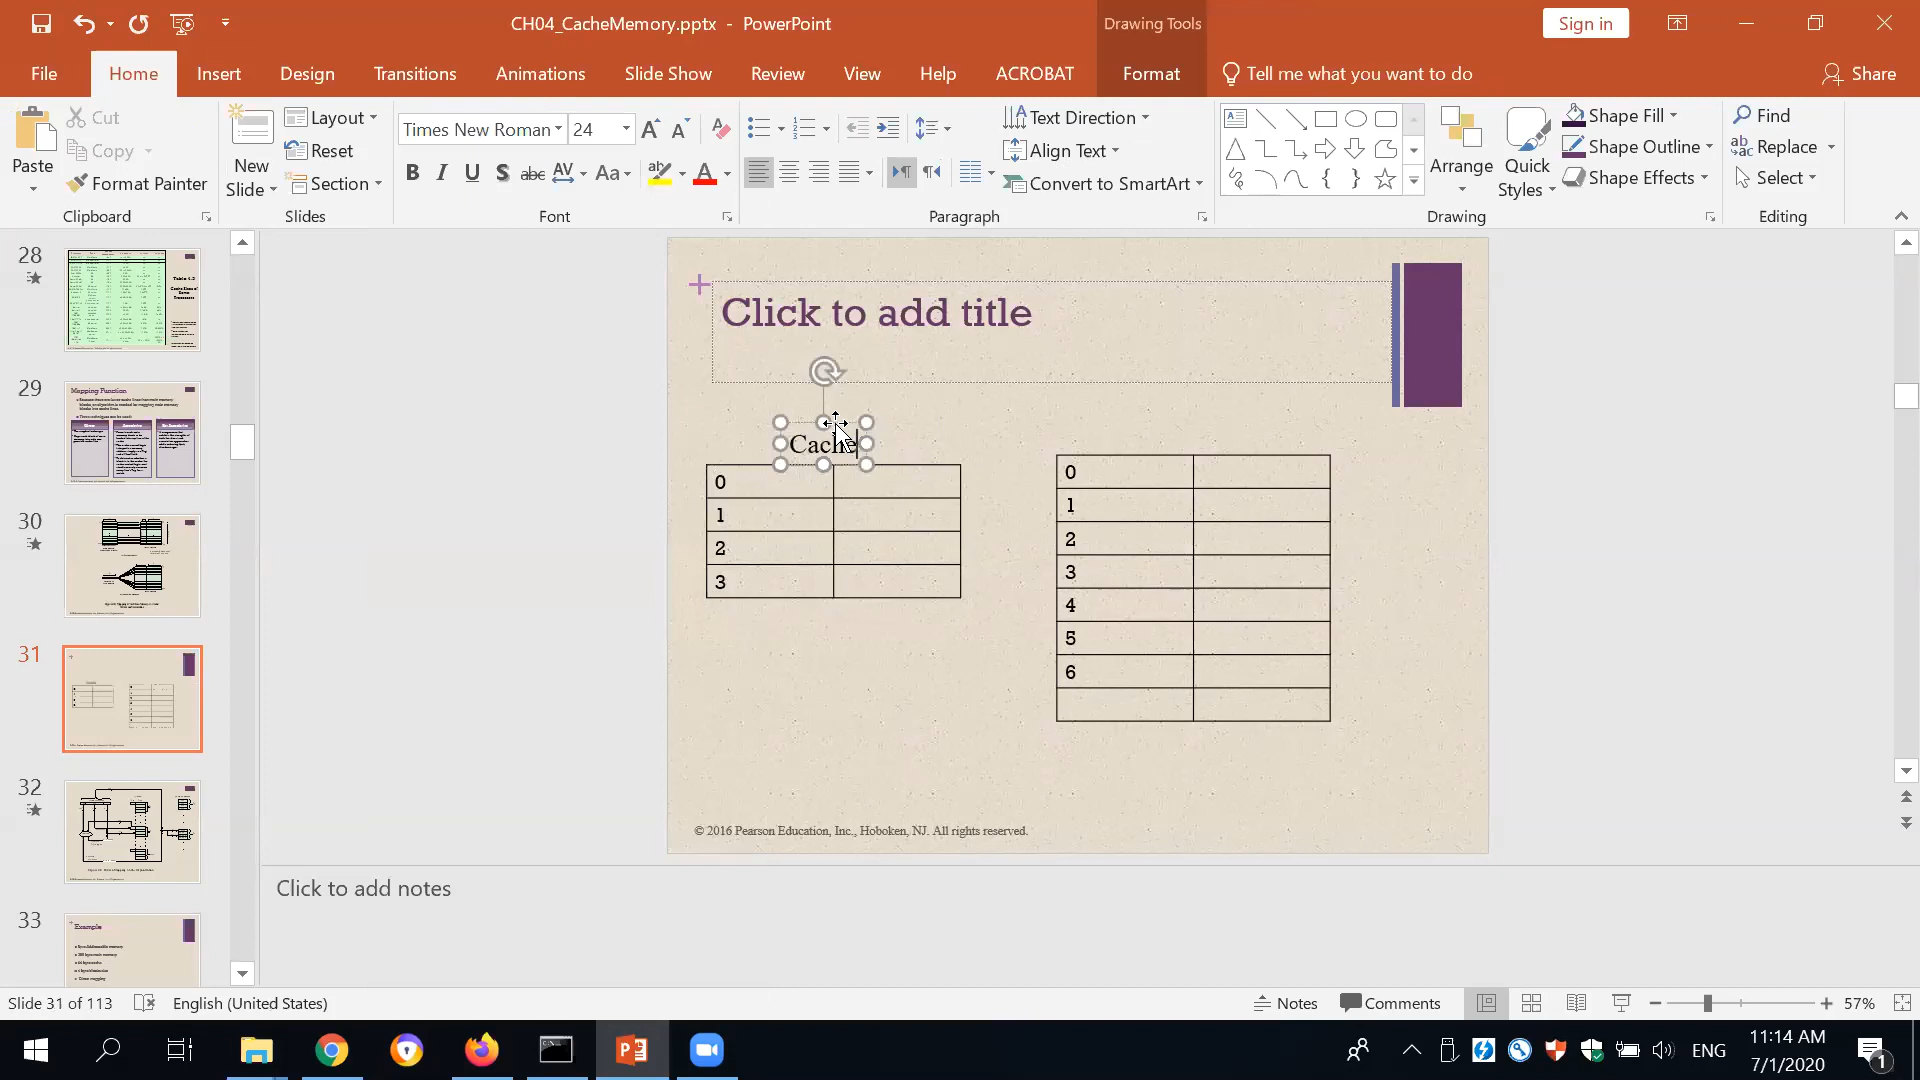 CH04_CacheMemory.pptx - PowerPoint
Drawing Tools
Sign in
File
Home
Insert
Design
Transitions
Animations
Slide Show
Review
View
Help
ACROBAT
Format
Tell me what you want to do
Share
Paste
Cut
Copy
Format Painter
Clipboard
New Slide
Layout
Reset
Section
Slides
Times New Roman
24
B I U S abc AV Aa A
Font
Text Direction
Align Text
Convert to SmartArt
Paragraph
Arrange
Quick Styles
Shape Fill
Shape Outline
Shape Effects
Drawing
Find
Replace
Select
Editing
28
29
Mapping Function
30
31
32
33
Example
Click to add title
Cache
0
1
2
3
0
1
2
3
4
5
6
© 2016 Pearson Education, Inc., Hoboken, NJ. All rights reserved.
Click to add notes
Slide 31 of 113
English (United States)
Notes
Comments
57%
ENG
11:14 AM
7/1/2020
1